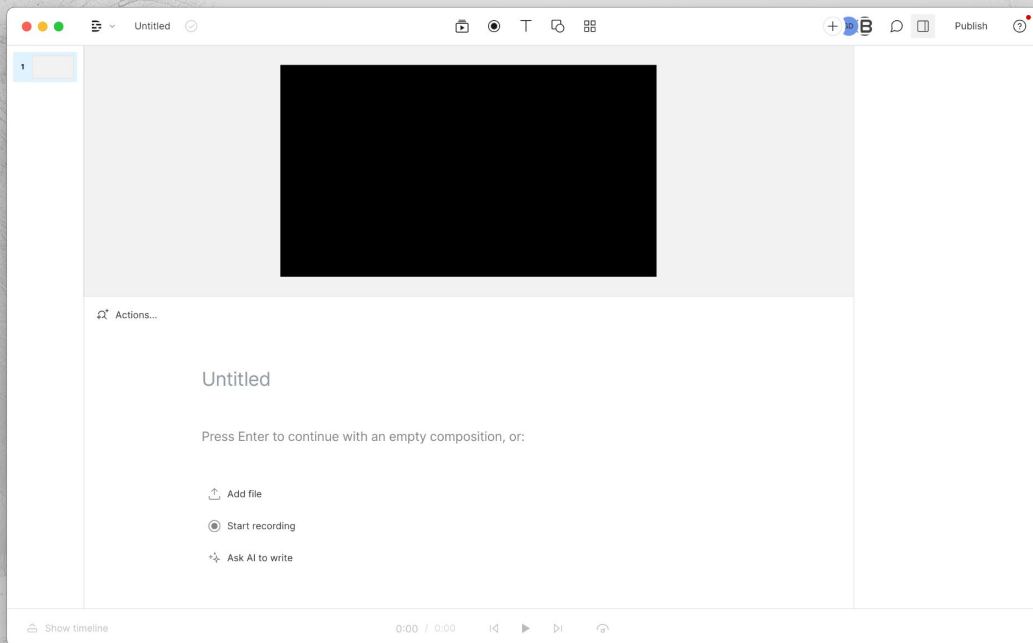 Untitled
SD
B
Publish
1
Actions...
Untitled
Press Enter to continue with an empty composition, or:
Add file
Start recording
Ask AI to write
Show timeline
0:00 / 0:00